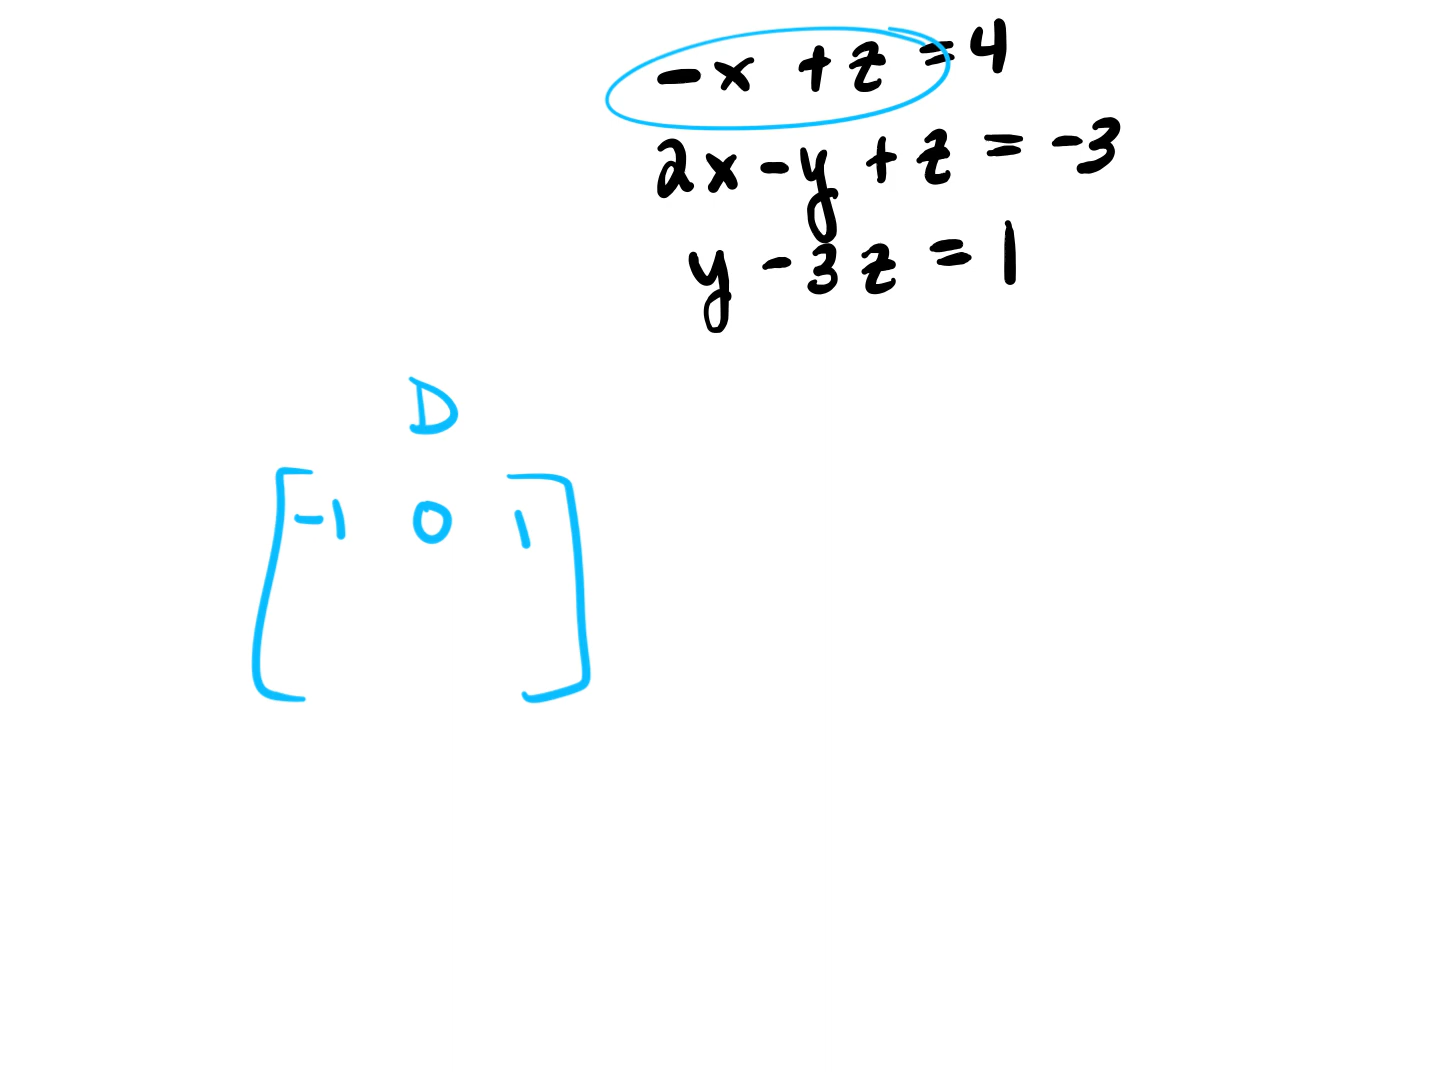 -x +z =4
2x-y+z = -3
y-3z = 1
D
-1 0 1